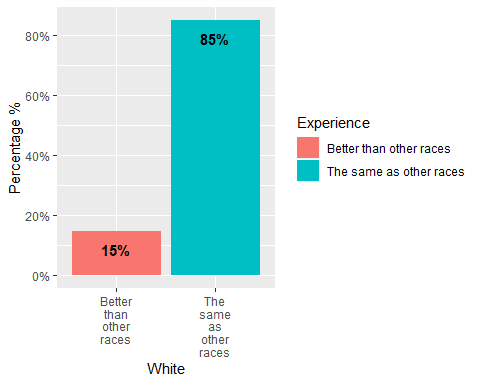 80%
60%
40%
20%
0%
Percentage %
85%
15%
Better
than
other
races
The
same
as
other
races
White
Experience
Better than other races
The same as other races